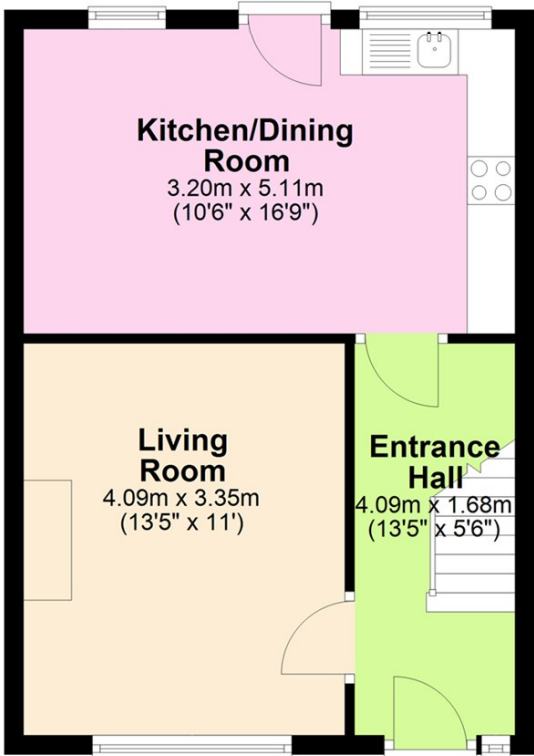 Kitchen/Dining
Room
3.20m x 5.11m
(10'6" x 16'9")
Living
Room
4.09m x 3.35m
(13'5" x 11')
Entrance
Hall
4.09m x 1.68m
(13'5" x 5'6")